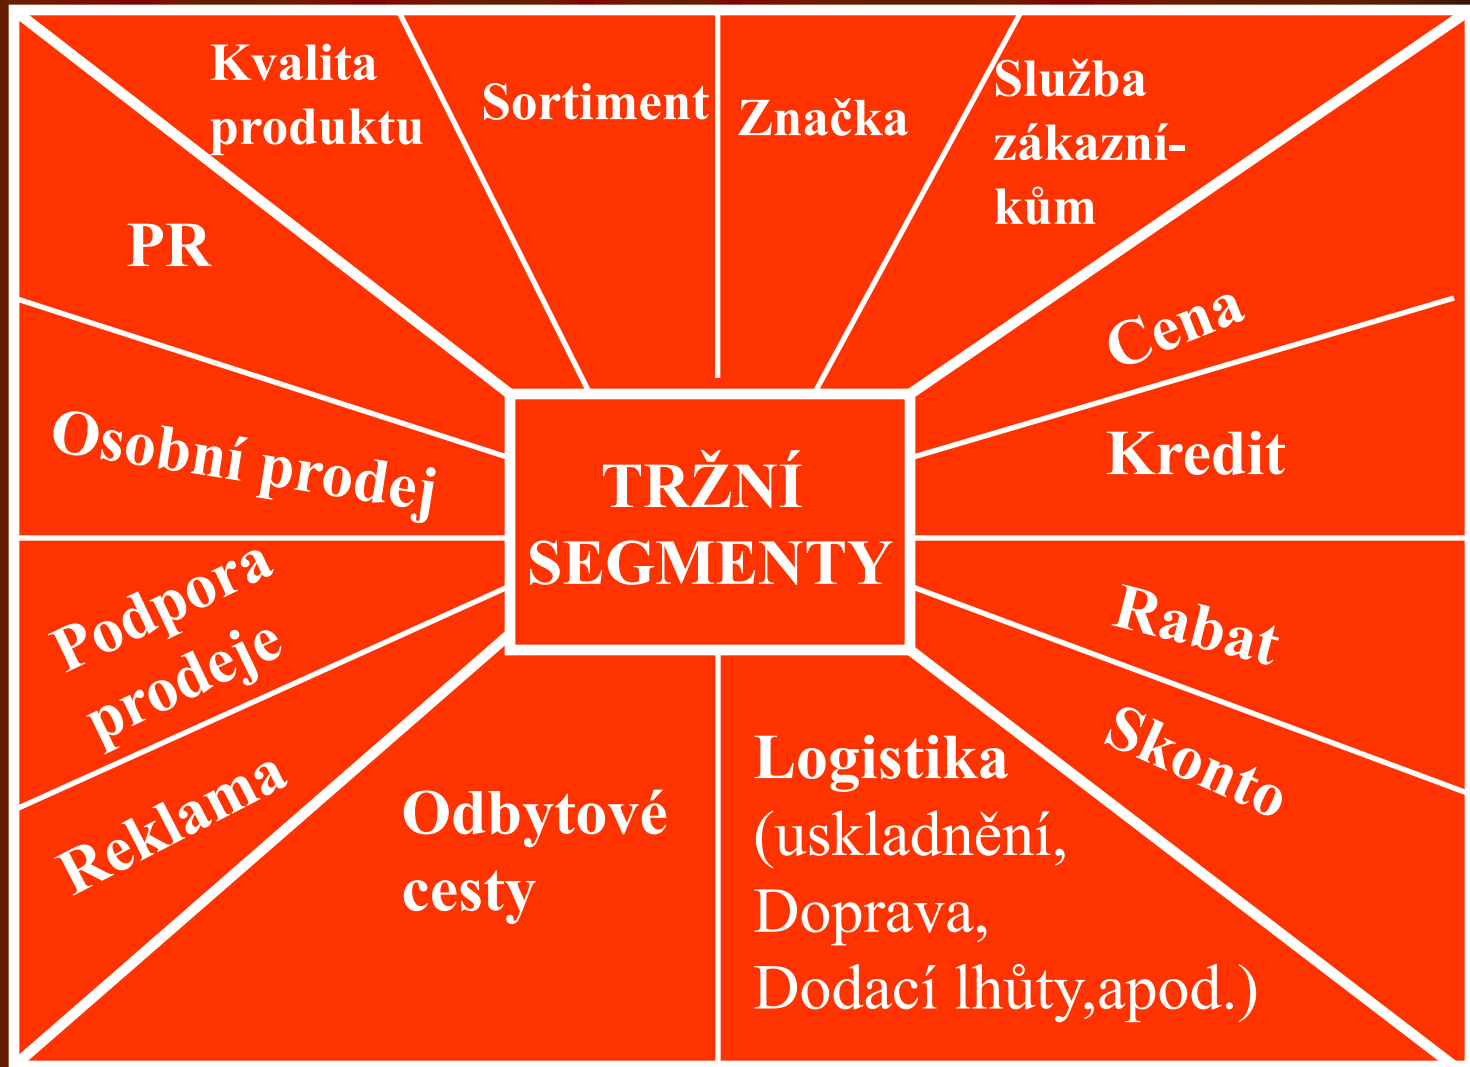 Kvalita
produktu
Sortiment
Značka
Služba
zákazní-
kům
PR
Cena
Osobní prodej
Kredit
TRŽNÍ
SEGMENTY
Podpora
prodeje
Rabat
Reklama
Skonto
Odbytové
cesty
Logistika
(uskladnění,
Doprava,
Dodací lhůty,apod.)